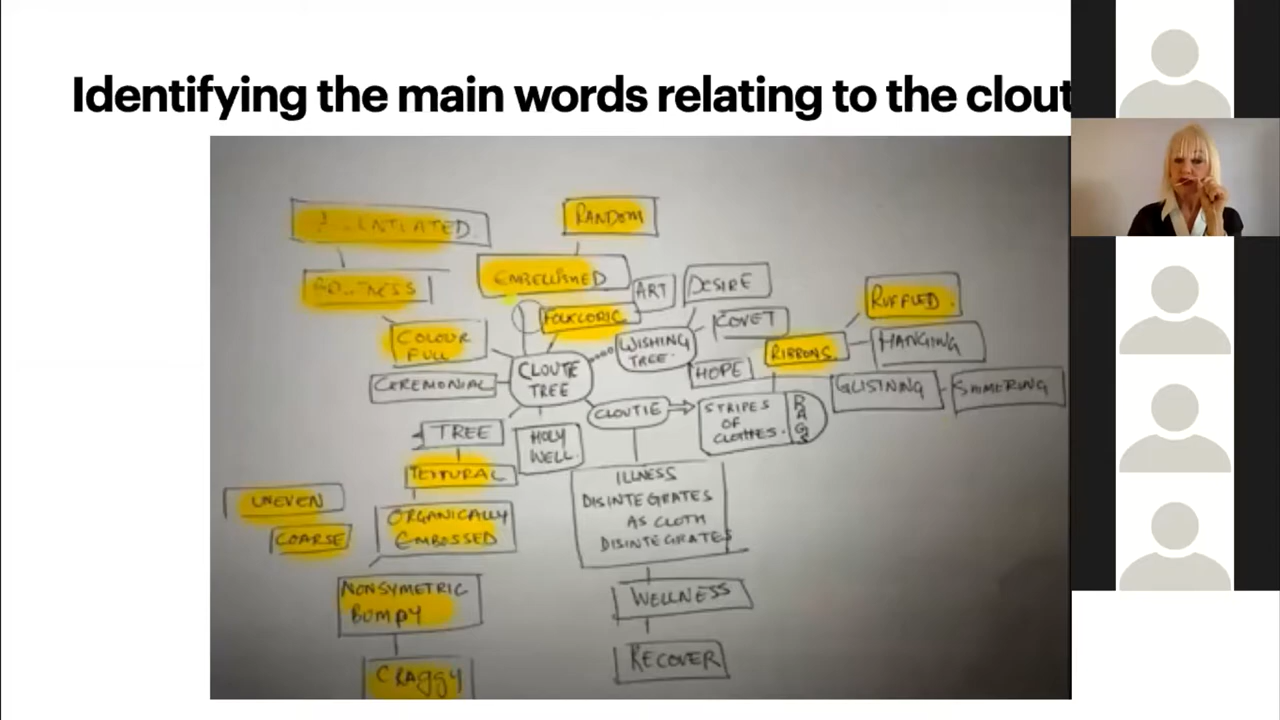 Identifying the main words relating to the clout
RANDOM
EMBELLISHED
ART
DESIRE
RUFFLED.
FOLKLORIC
COVET
COLOUR
FULL
WISHING
TREE.
RIBBONS
HANGING
CLOUTE
TREE
HOPE
CEREMONIAL
GLISTNING
SHIMERING
CLOUTIE
STRIPES
OF
CLOTHES.
RAGS
TREE
HOLY
WELL.
TEXTURAL
ILLNESS
DISINTEGRATES
AS CLOTH
DISINTEGRATES
UNEVEN
COARSE
ORGANICALLY
EMBOSSED
NONSYMETRIC
BUMPY
WELLNESS
CRAGGY
RECOVER